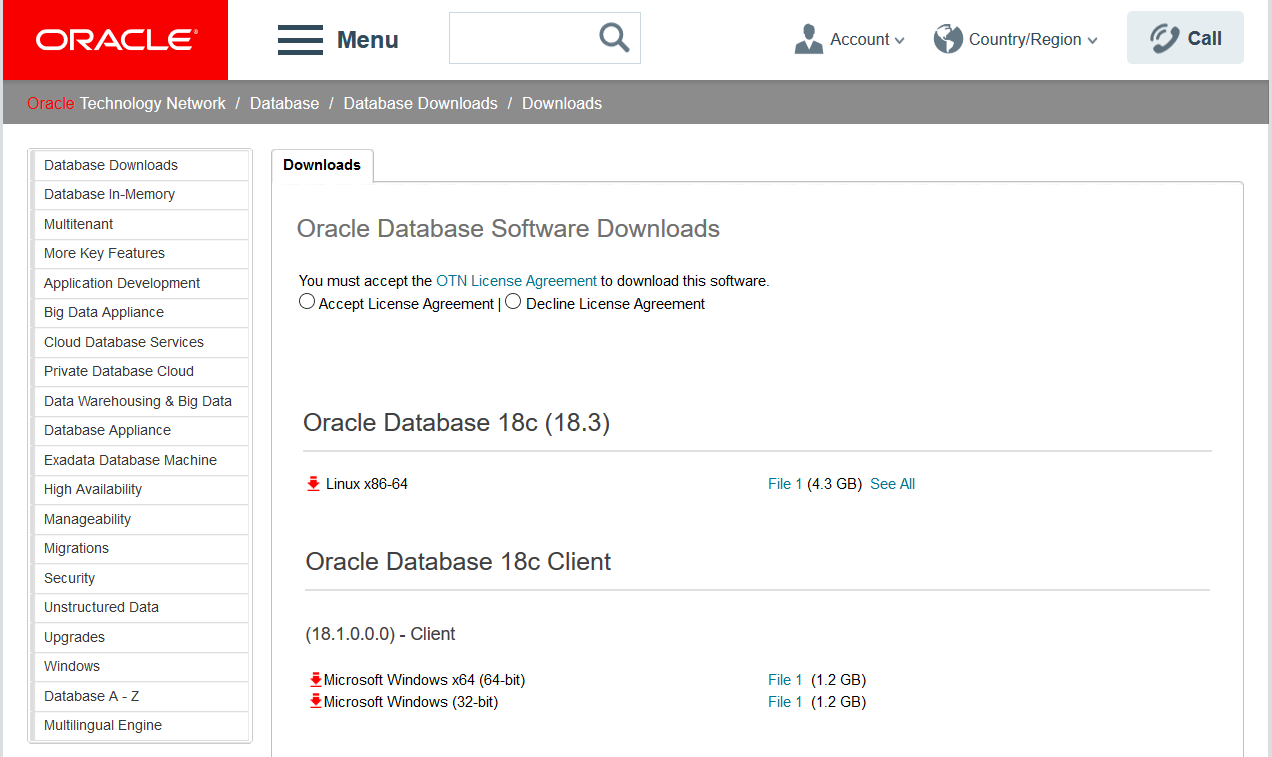 ORACLE® Menu Account Country/Region Call
Oracle Technology Network / Database / Database Downloads / Downloads
Database Downloads
Database In-Memory
Multitenant
More Key Features
Application Development
Big Data Appliance
Cloud Database Services
Private Database Cloud
Data Warehousing & Big Data
Database Appliance
Exadata Database Machine
High Availability
Manageability
Migrations
Security
Unstructured Data
Upgrades
Windows
Database A - Z
Multilingual Engine
Downloads
Oracle Database Software Downloads
You must accept the OTN License Agreement to download this software.
Accept License Agreement | Decline License Agreement
Oracle Database 18c (18.3)
Linux x86-64 File 1 (4.3 GB) See All
Oracle Database 18c Client
(18.1.0.0.0) - Client
Microsoft Windows x64 (64-bit) File 1 (1.2 GB)
Microsoft Windows (32-bit) File 1 (1.2 GB)